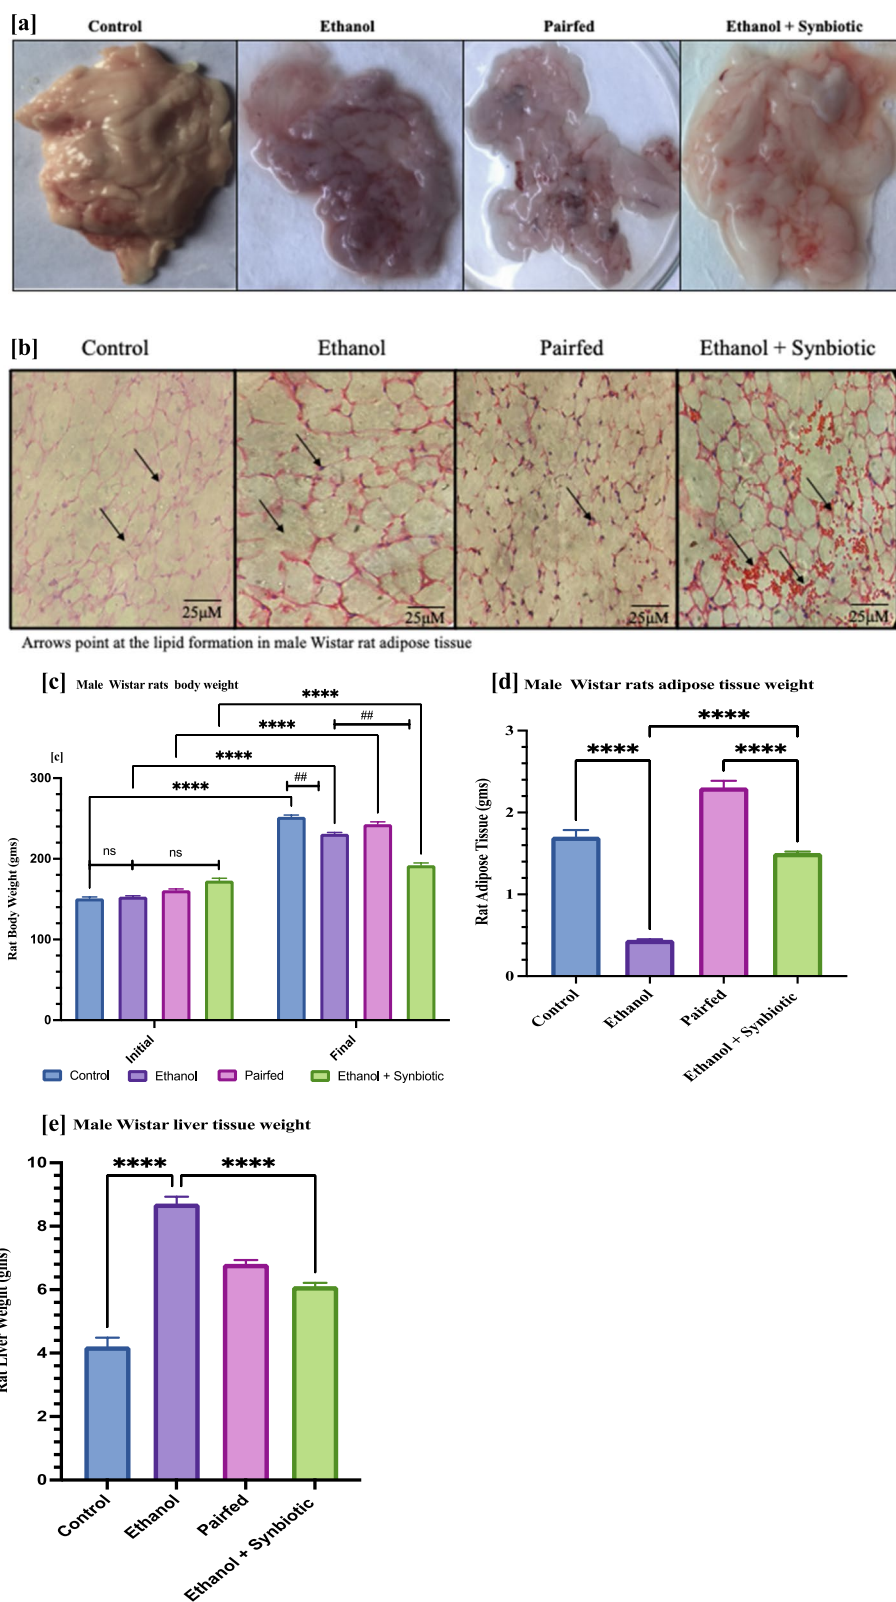 [a]
Control Ethanol Pairfed Ethanol + Synbiotic
[b]
Control Ethanol Pairfed Ethanol + Synbiotic
25μM 25μM 25μM 25μM
Arrows point at the lipid formation in male Wistar rat adipose tissue
[c] Male Wistar rats body weight
[c]
Rat Body Weight (gms)
300
200
100
0
ns ns
**** **** **** ****
## ##
Initial Final
Control Ethanol Pairfed Ethanol + Synbiotic
[d] Male Wistar rats adipose tissue weight
Rat Adipose Tissue (gms)
3
2
1
0
****
**** ****
Control Ethanol Pairfed Ethanol + Synbiotic
[e] Male Wistar liver tissue weight
Rat Liver Weight (gms)
10
8
6
4
2
0
**** ****
Control Ethanol Pairfed Ethanol + Synbiotic